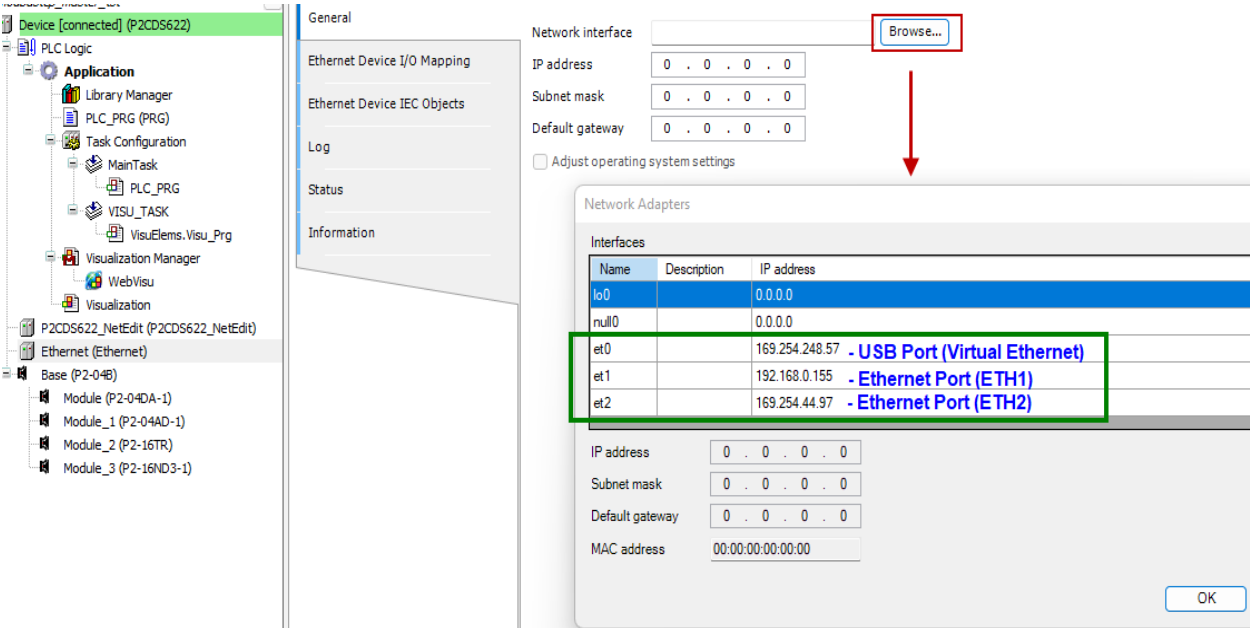 Device [connected] (P2CDS622)
PLC Logic
Application
Library Manager
PLC_PRG (PRG)
Task Configuration
MainTask
PLC_PRG
VISU_TASK
VisuElems.Visu_Prg
Visualization Manager
WebVisu
Visualization
P2CDS622_NetEdit (P2CDS622_NetEdit)
Ethernet (Ethernet)
Base (P2-04B)
Module (P2-04DA-1)
Module_1 (P2-04AD-1)
Module_2 (P2-16TR)
Module_3 (P2-16ND3-1)
General
Ethernet Device I/O Mapping
Ethernet Device IEC Objects
Log
Status
Information
Network interface Browse...
IP address 0 . 0 . 0 . 0
Subnet mask 0 . 0 . 0 . 0
Default gateway 0 . 0 . 0 . 0
Adjust operating system settings
Network Adapters
Interfaces
Name Description IP address
lo0 0.0.0.0
null0 0.0.0.0
et0 169.254.248.57 - USB Port (Virtual Ethernet)
et1 192.168.0.155 - Ethernet Port (ETH1)
et2 169.254.44.97 - Ethernet Port (ETH2)
IP address 0 . 0 . 0 . 0
Subnet mask 0 . 0 . 0 . 0
Default gateway 0 . 0 . 0 . 0
MAC address 00:00:00:00:00:00
OK